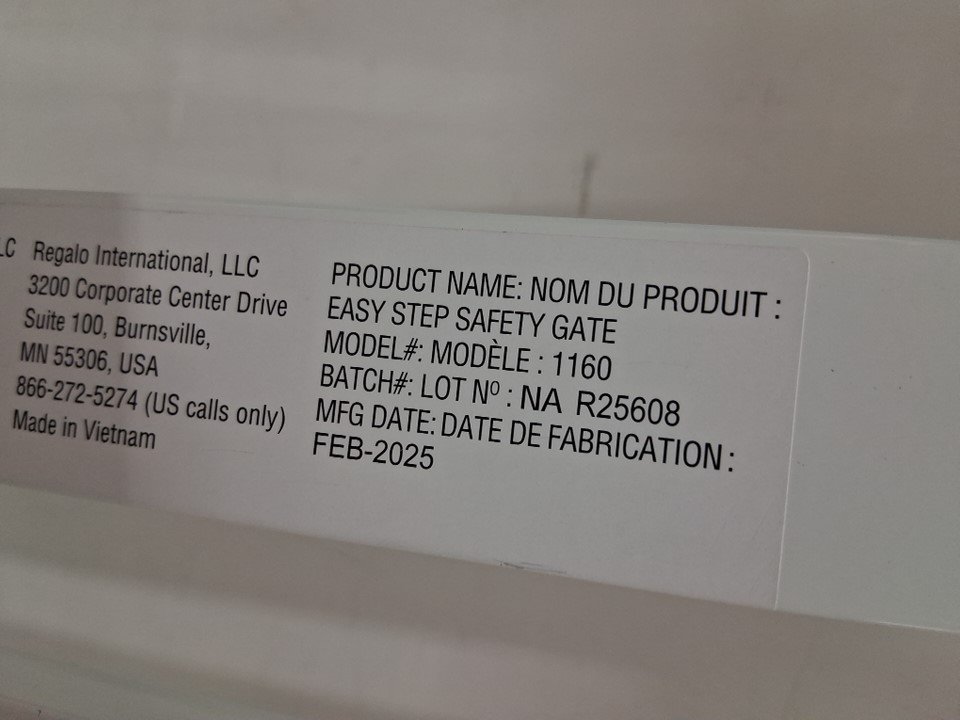 LC
Regalo International, LLC
3200 Corporate Center Drive
Suite 100, Burnsville,
MN 55306, USA
866-272-5274 (US calls only)
Made in Vietnam
PRODUCT NAME: NOM DU PRODUIT :
EASY STEP SAFETY GATE
MODEL#: MODÈLE : 1160
BATCH#: LOT Nº : NA R25608
MFG DATE: DATE DE FABRICATION :
FEB-2025